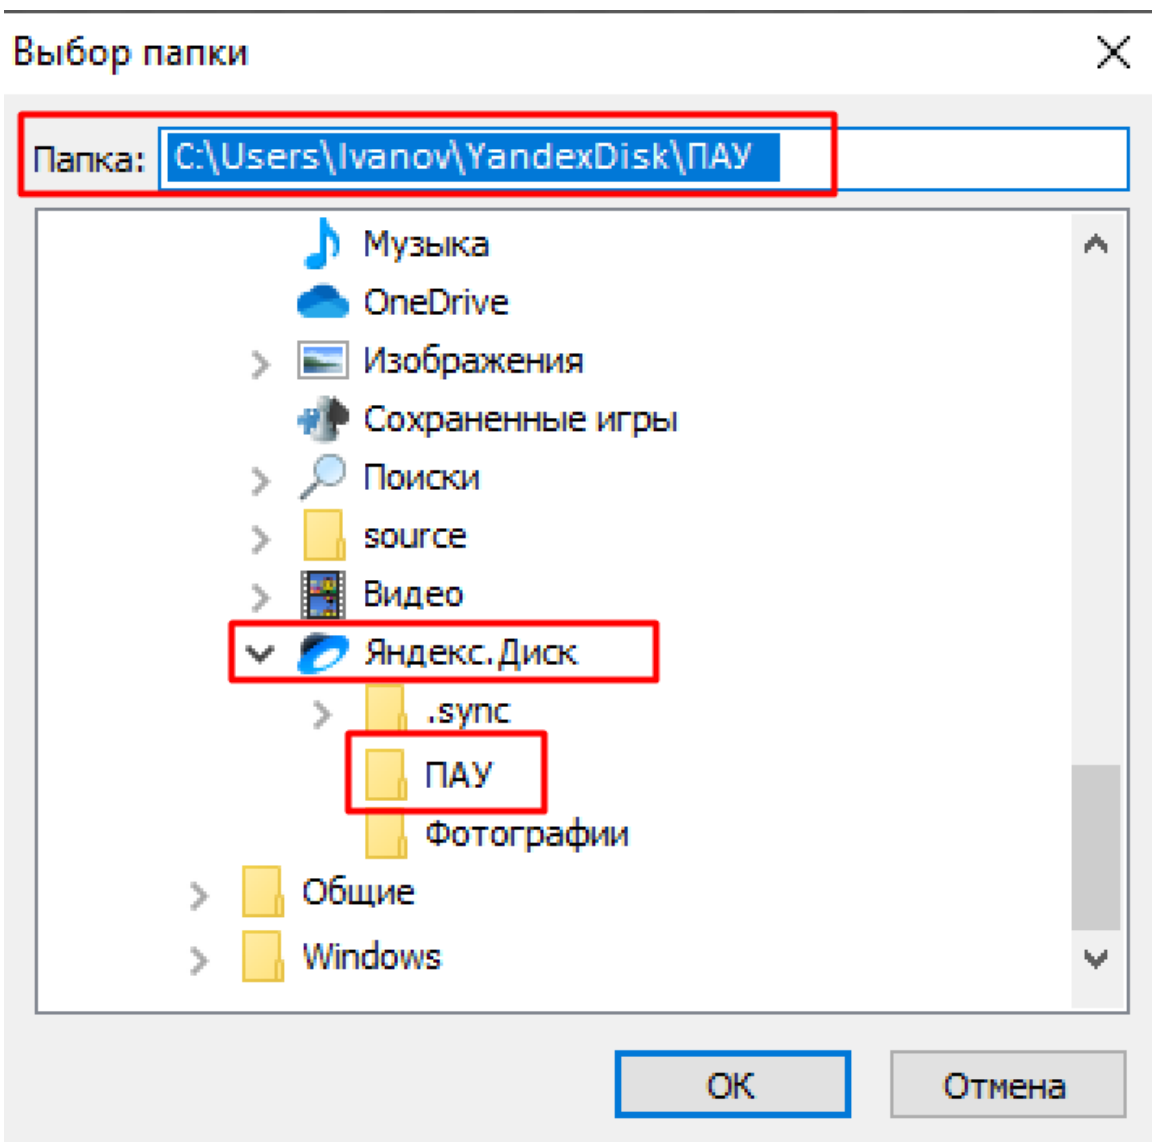 Выбор папки
Папка: C:\Users\Ivanov\YandexDisk\ПАУ
Музыка
OneDrive
Изображения
Сохраненные игры
Поиски
source
Видео
Яндекс.Диск
.sync
ПАУ
Фотографии
Общие
Windows
ОК Отмена